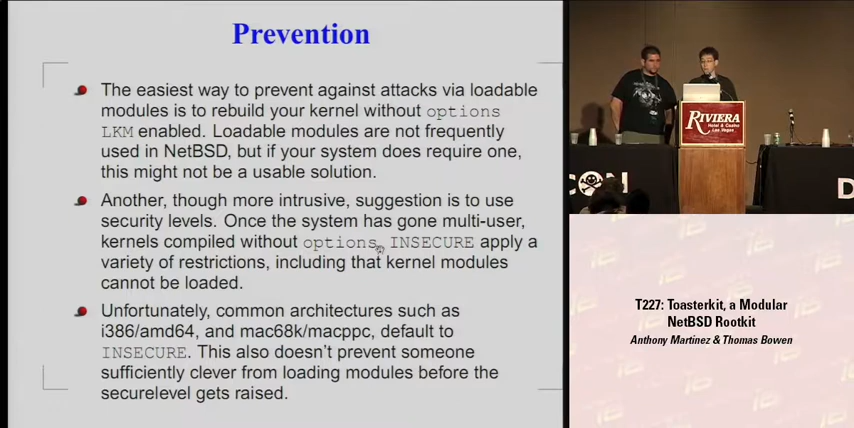 Prevention
The easiest way to prevent against attacks via loadable
modules is to rebuild your kernel without options
LKM enabled. Loadable modules are not frequently
used in NetBSD, but if your system does require one,
this might not be a usable solution.
Another, though more intrusive, suggestion is to use
security levels. Once the system has gone multi-user,
kernels compiled without options INSECURE apply a
variety of restrictions, including that kernel modules
cannot be loaded.
Unfortunately, common architectures such as
i386/amd64, and mac68k/macppc, default to
INSECURE. This also doesn't prevent someone
sufficiently clever from loading modules before the
securelevel gets raised.
RIVIERA
Hotel & Casino
Las Vegas
CON
D
T227: Toasterkit, a Modular
NetBSD Rootkit
Anthony Martinez & Thomas Bowen